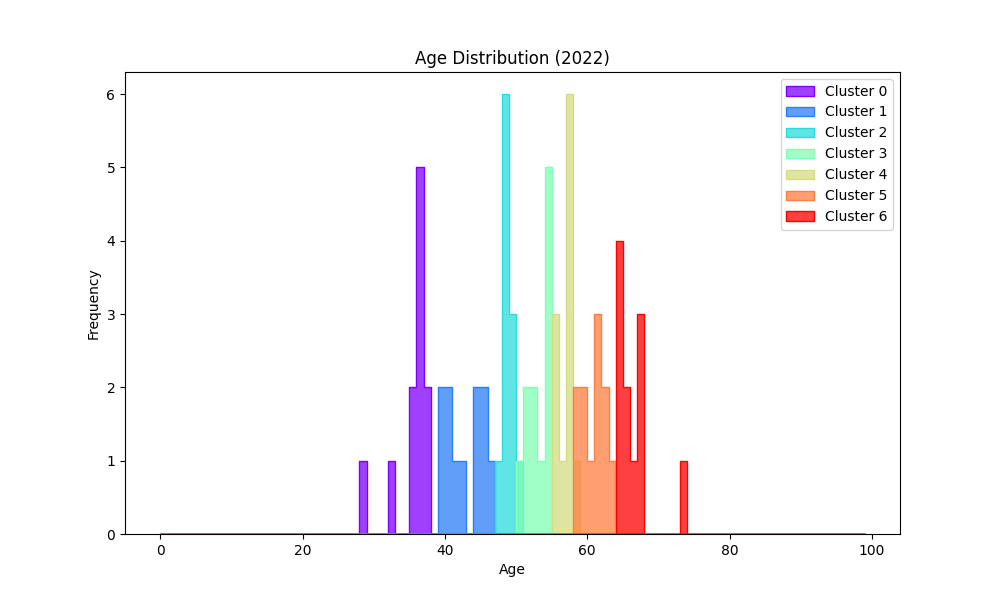 Age Distribution (2022)
Cluster 0
Cluster 1
Cluster 2
Cluster 3
Cluster 4
Cluster 5
Cluster 6
Frequency
6
5
4
3
2
1
0
0 20 40 60 80 100
Age